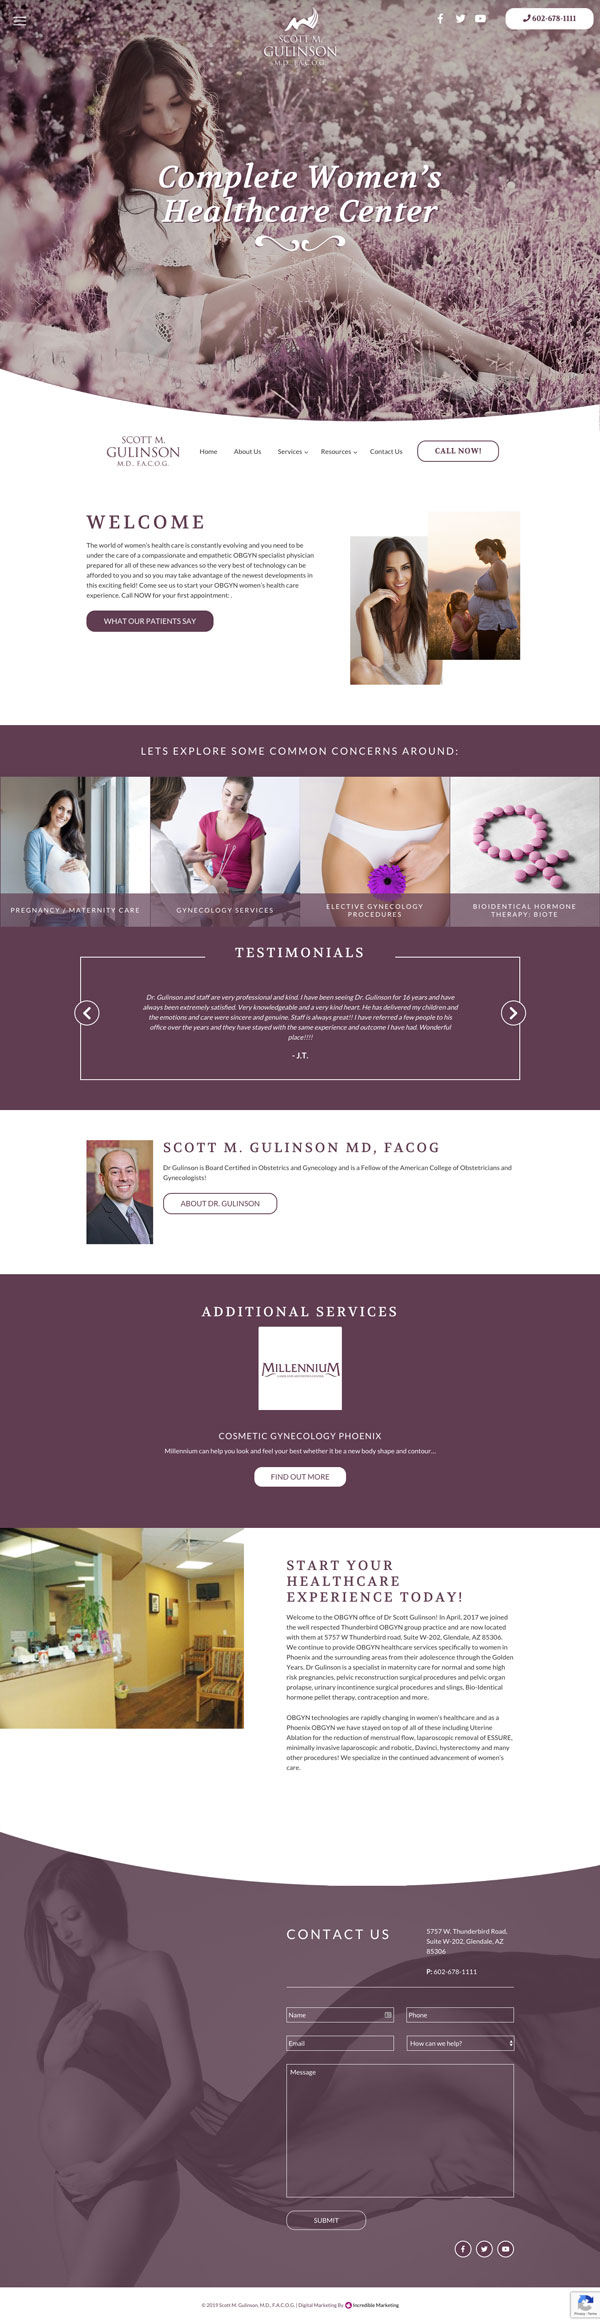 SCOTT M.
GULINSON
M.D., F.A.C.O.G.
602-678-1111
Complete Women's
Healthcare Center
SCOTT M.
GULINSON
M.D., F.A.C.O.G.
Home
About Us
Services
Resources
Contact Us
CALL NOW!
WELCOME
The world of women's health care is constantly evolving and you need to be
under the care of a compassionate and empathetic OBGYN specialist physician
prepared for all of these new advances so the very best of technology can be
afforded to you and so you may take advantage of the newest developments in
this exciting field! Come see us to start your OBGYN women's health care
experience. Call NOW for your first appointment: .
WHAT OUR PATIENTS SAY
LETS EXPLORE SOME COMMON CONCERNS AROUND:
PREGNANCY / MATERNITY CARE
GYNECOLOGY SERVICES
ELECTIVE GYNECOLOGY
PROCEDURES
BIOIDENTICAL HORMONE
THERAPY: BIOTE
TESTIMONIALS
Dr. Gulinson and staff are very professional and kind. I have been seeing Dr. Gulinson for 16 years and have
always been extremely satisfied. Very knowledgeable and a very kind heart. He has delivered my children and
the emotions and care were sincere and genuine. Staff is always great!! I have referred a few people to his
office over the years and they have stayed with the same experience and outcome I have had. Wonderful
place!!!!
- J.T.
SCOTT M. GULINSON MD, FACOG
Dr Gulinson is Board Certified in Obstetrics and Gynecology and is a Fellow of the American College of Obstetricians and
Gynecologists!
ABOUT DR. GULINSON
ADDITIONAL SERVICES
MILLENNIUM
COSMETIC GYNECOLOGY PHOENIX
Millennium can help you look and feel your best whether it be a new body shape and contour...
FIND OUT MORE
START YOUR
HEALTHCARE
EXPERIENCE TODAY!
Welcome to the OBGYN office of Dr Scott Gulinson! In April, 2017 we joined
the well respected Thunderbird OBGYN group practice and are now located
with them at 5757 W Thunderbird road, Suite W-202, Glendale, AZ 85306.
We continue to provide OBGYN healthcare services specifically to women in
Phoenix and the surrounding areas from their adolescence through the Golden
Years. Dr Gulinson is a specialist in maternity care for normal and some high
risk pregnancies, pelvic reconstruction surgical procedures and pelvic organ
prolapse, urinary incontinence surgical procedures and slings, Bio-Identical
hormone pellet therapy, contraception and more.
OBGYN technologies are rapidly changing in women's healthcare and as a
Phoenix OBGYN we have stayed on top of all of these including Uterine
Ablation for the reduction of menstrual flow, laparoscopic removal of ESSURE,
minimally invasive laparoscopic and robotic, Davinci, hysterectomy and many
other procedures! We specialize in the continued advancement of women's
care.
CONTACT US
5757 W. Thunderbird Road,
Suite W-202, Glendale, AZ
85306
P: 602-678-1111
Name
Phone
Email
How can we help?
Message
SUBMIT
© 2019 Scott M. Gulinson, M.D., F.A.C.O.G. | Digital Marketing By Incredible Marketing
Privacy - Terms